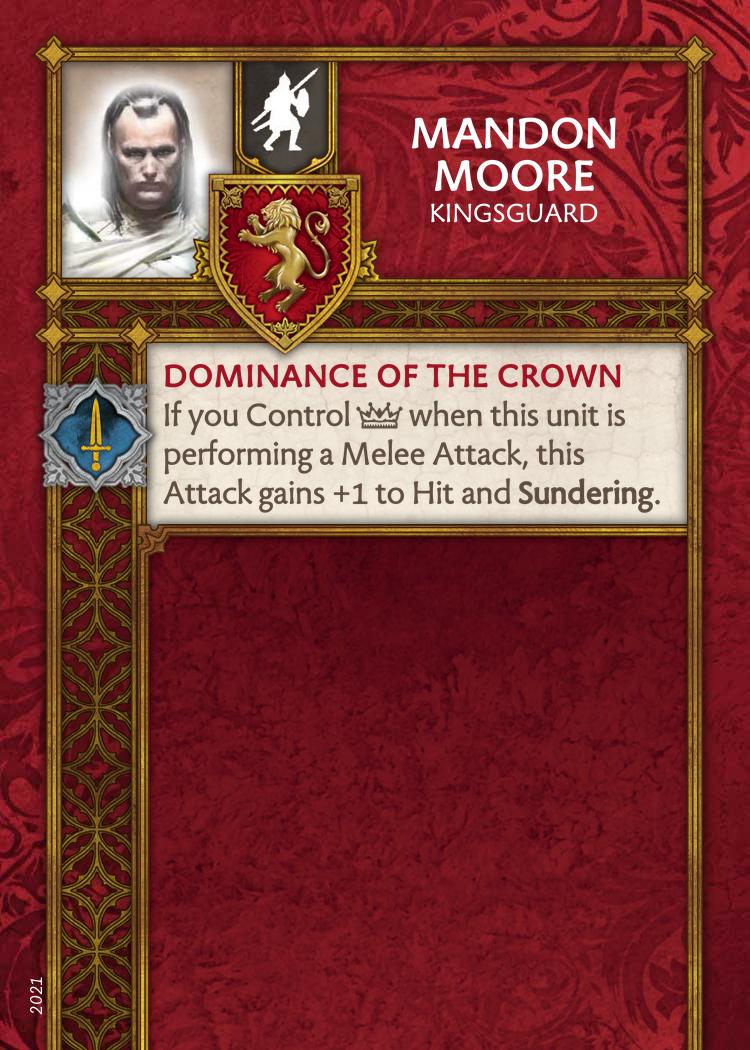 MANDON
MOORE
KINGSGUARD
DOMINANCE OF THE CROWN
If you Control when this unit is
performing a Melee Attack, this
Attack gains +1 to Hit and Sundering.
2021